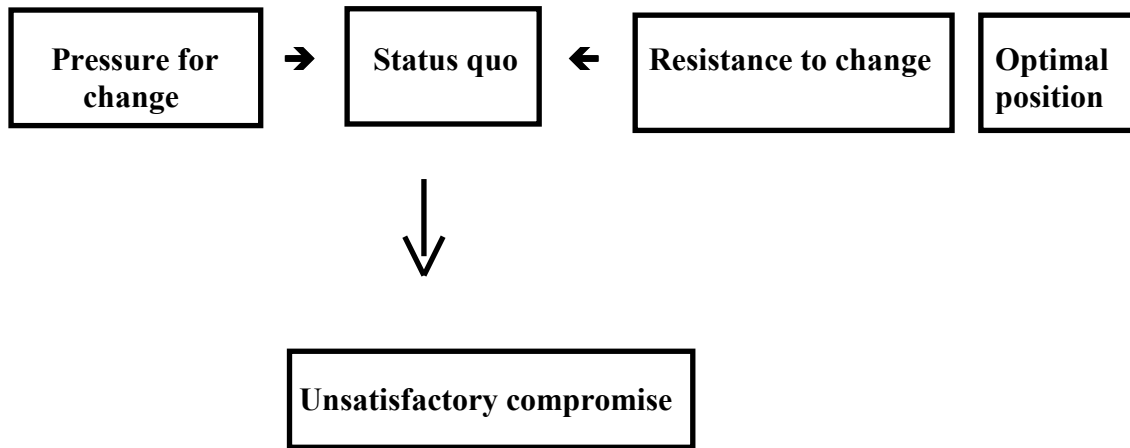 Pressure for
change
➔
Status quo
🡸
Resistance to change
Optimal
position
Unsatisfactory compromise